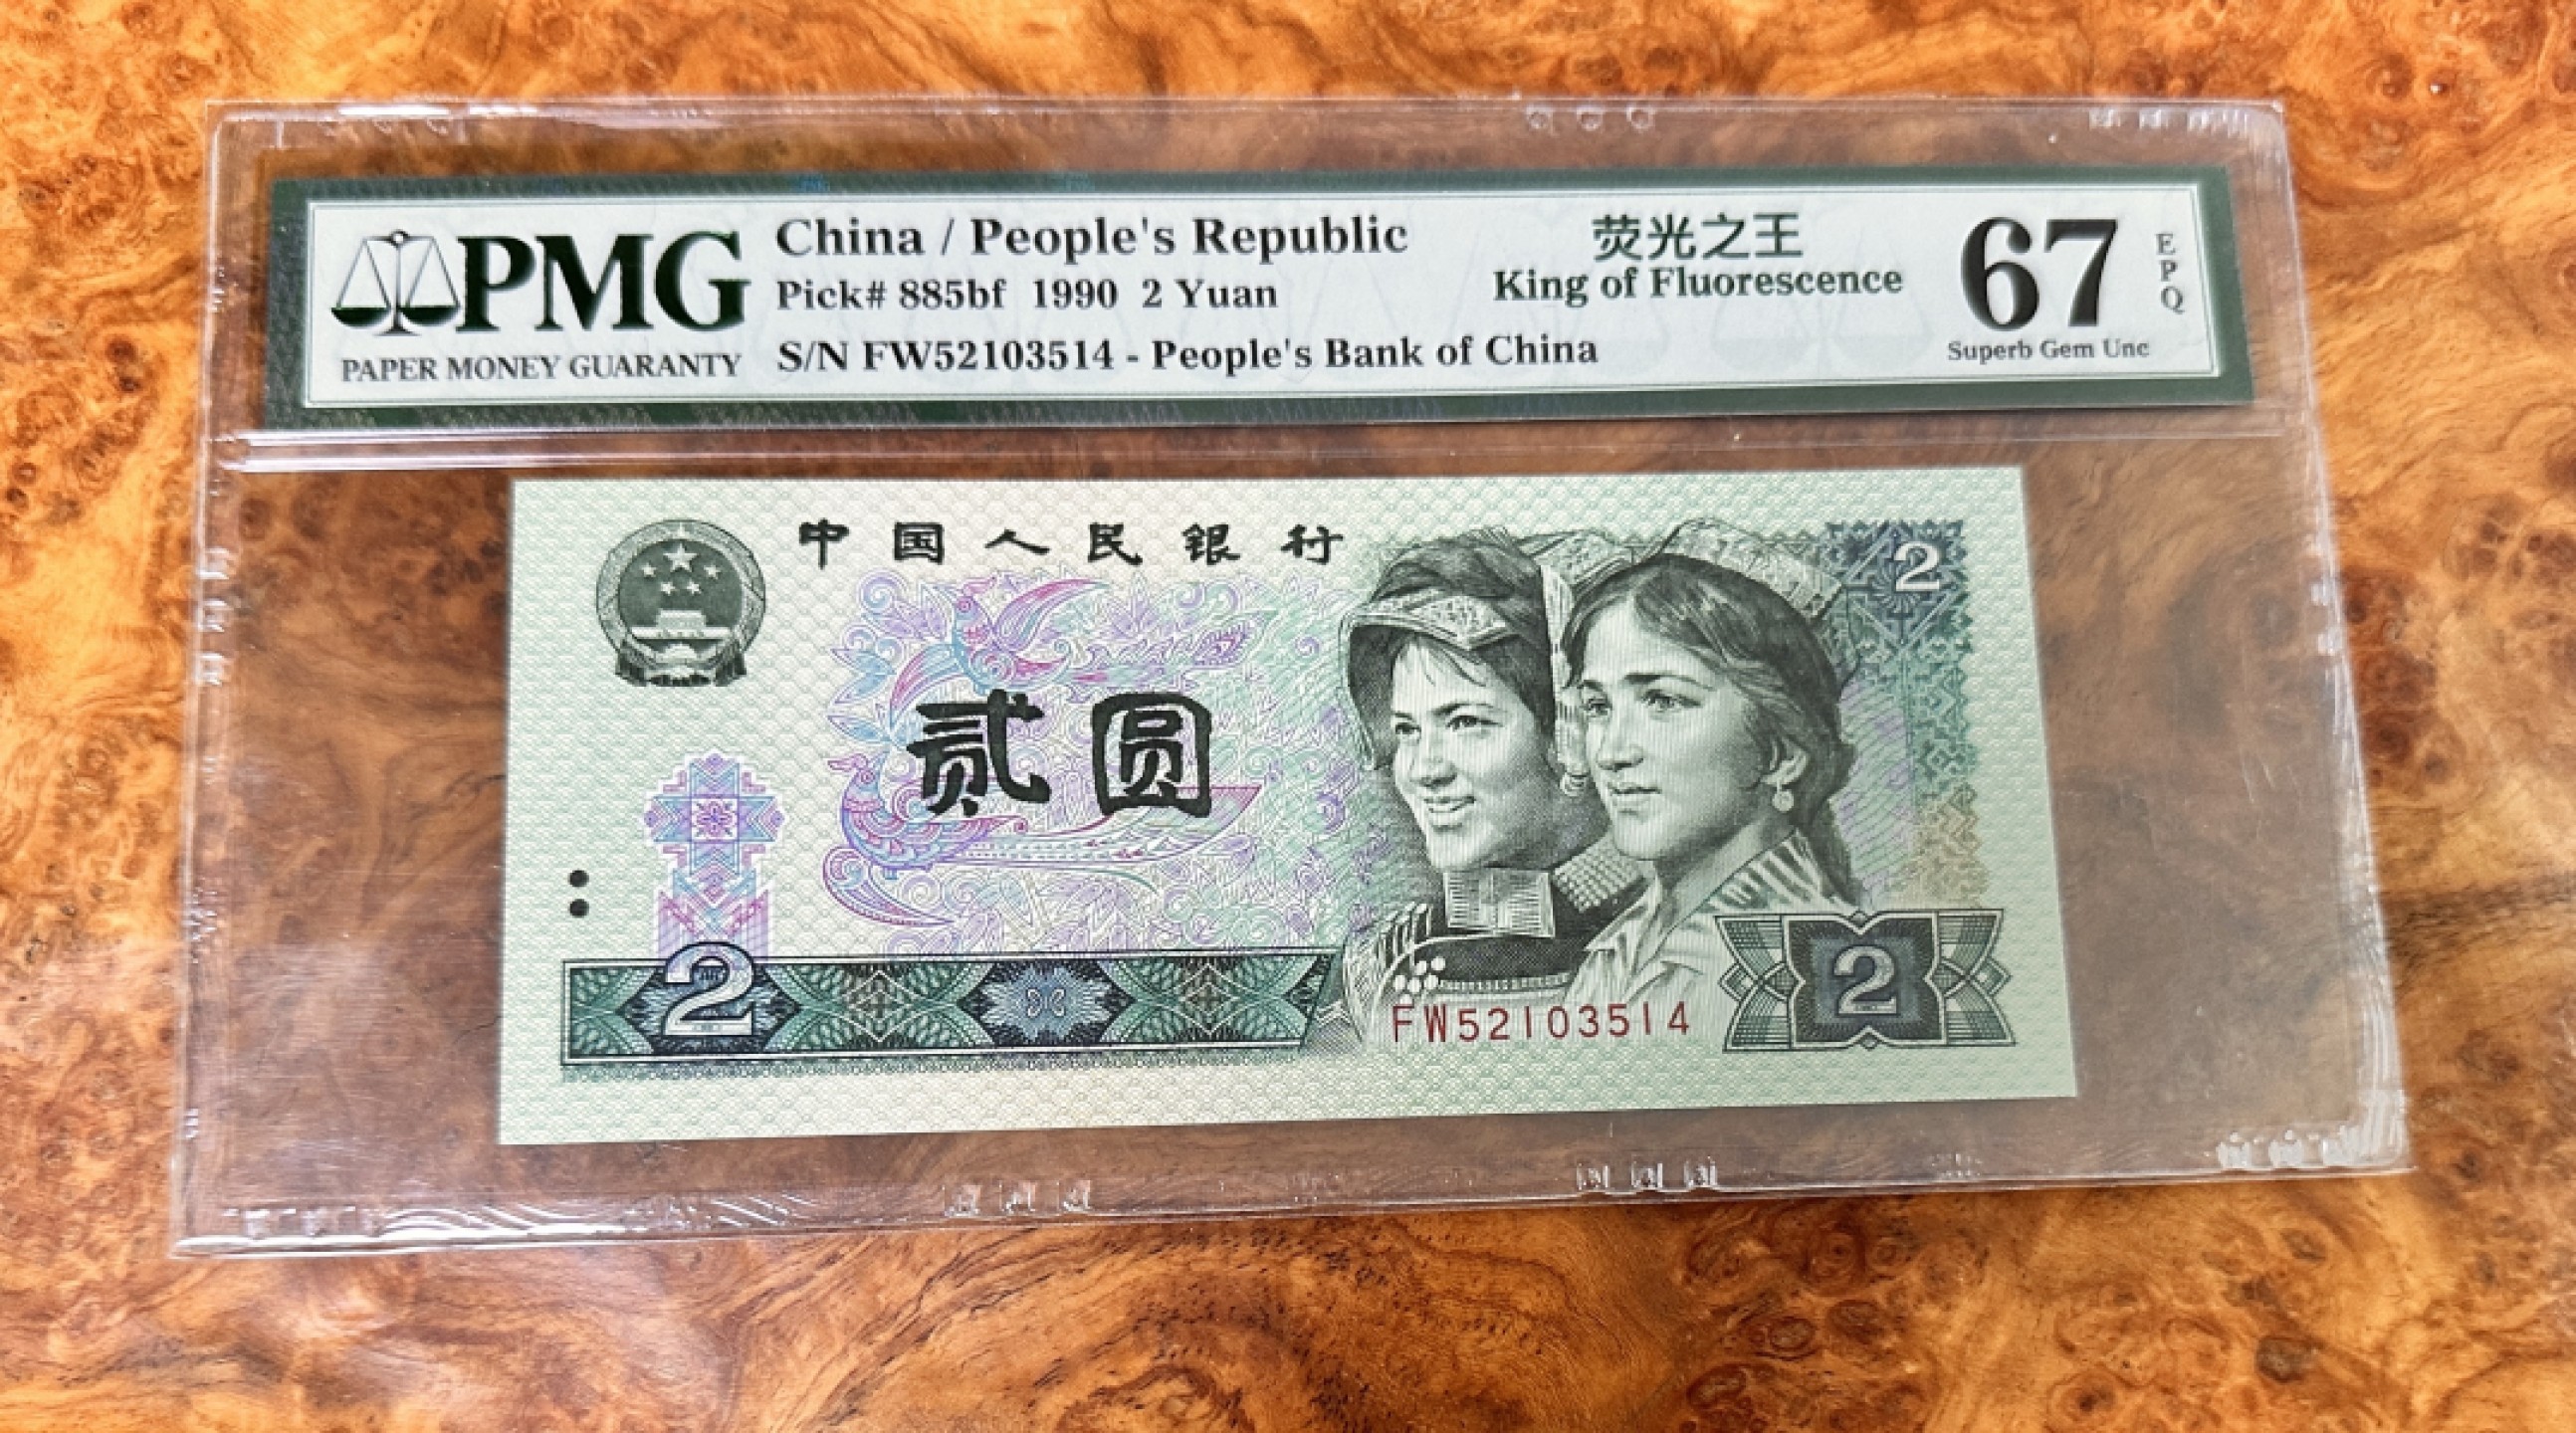 PMG
PAPER MONEY GUARANTY
China / People's Republic
Pick# 885bf 1990 2 Yuan
S/N FW52103514 - People's Bank of China
荧光之王
King of Fluorescence
67
EPQ
Superb Gem Unc
中国人民银行
2
贰圆
2
FW52103514
2